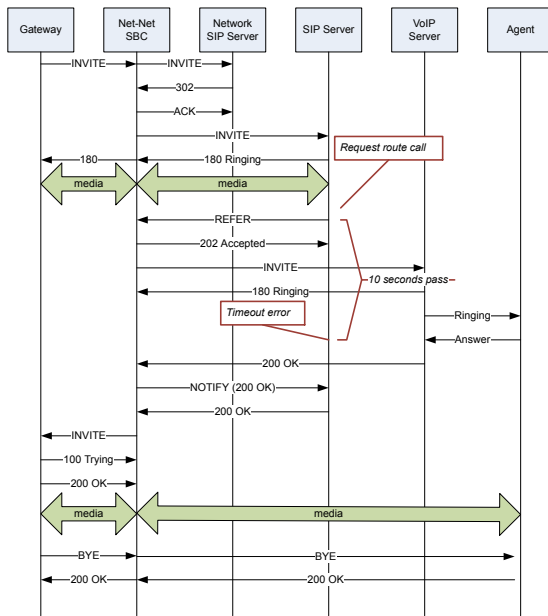 Gateway
Net-Net
SBC
Network
SIP Server
SIP Server
VoIP
Server
Agent
INVITE
INVITE
302
ACK
INVITE
Request route call
180
180 Ringing
media
media
REFER
202 Accepted
INVITE
10 seconds pass
180 Ringing
Timeout error
Ringing
Answer
200 OK
NOTIFY (200 OK)
200 OK
INVITE
100 Trying
200 OK
media
media
BYE
BYE
200 OK
200 OK